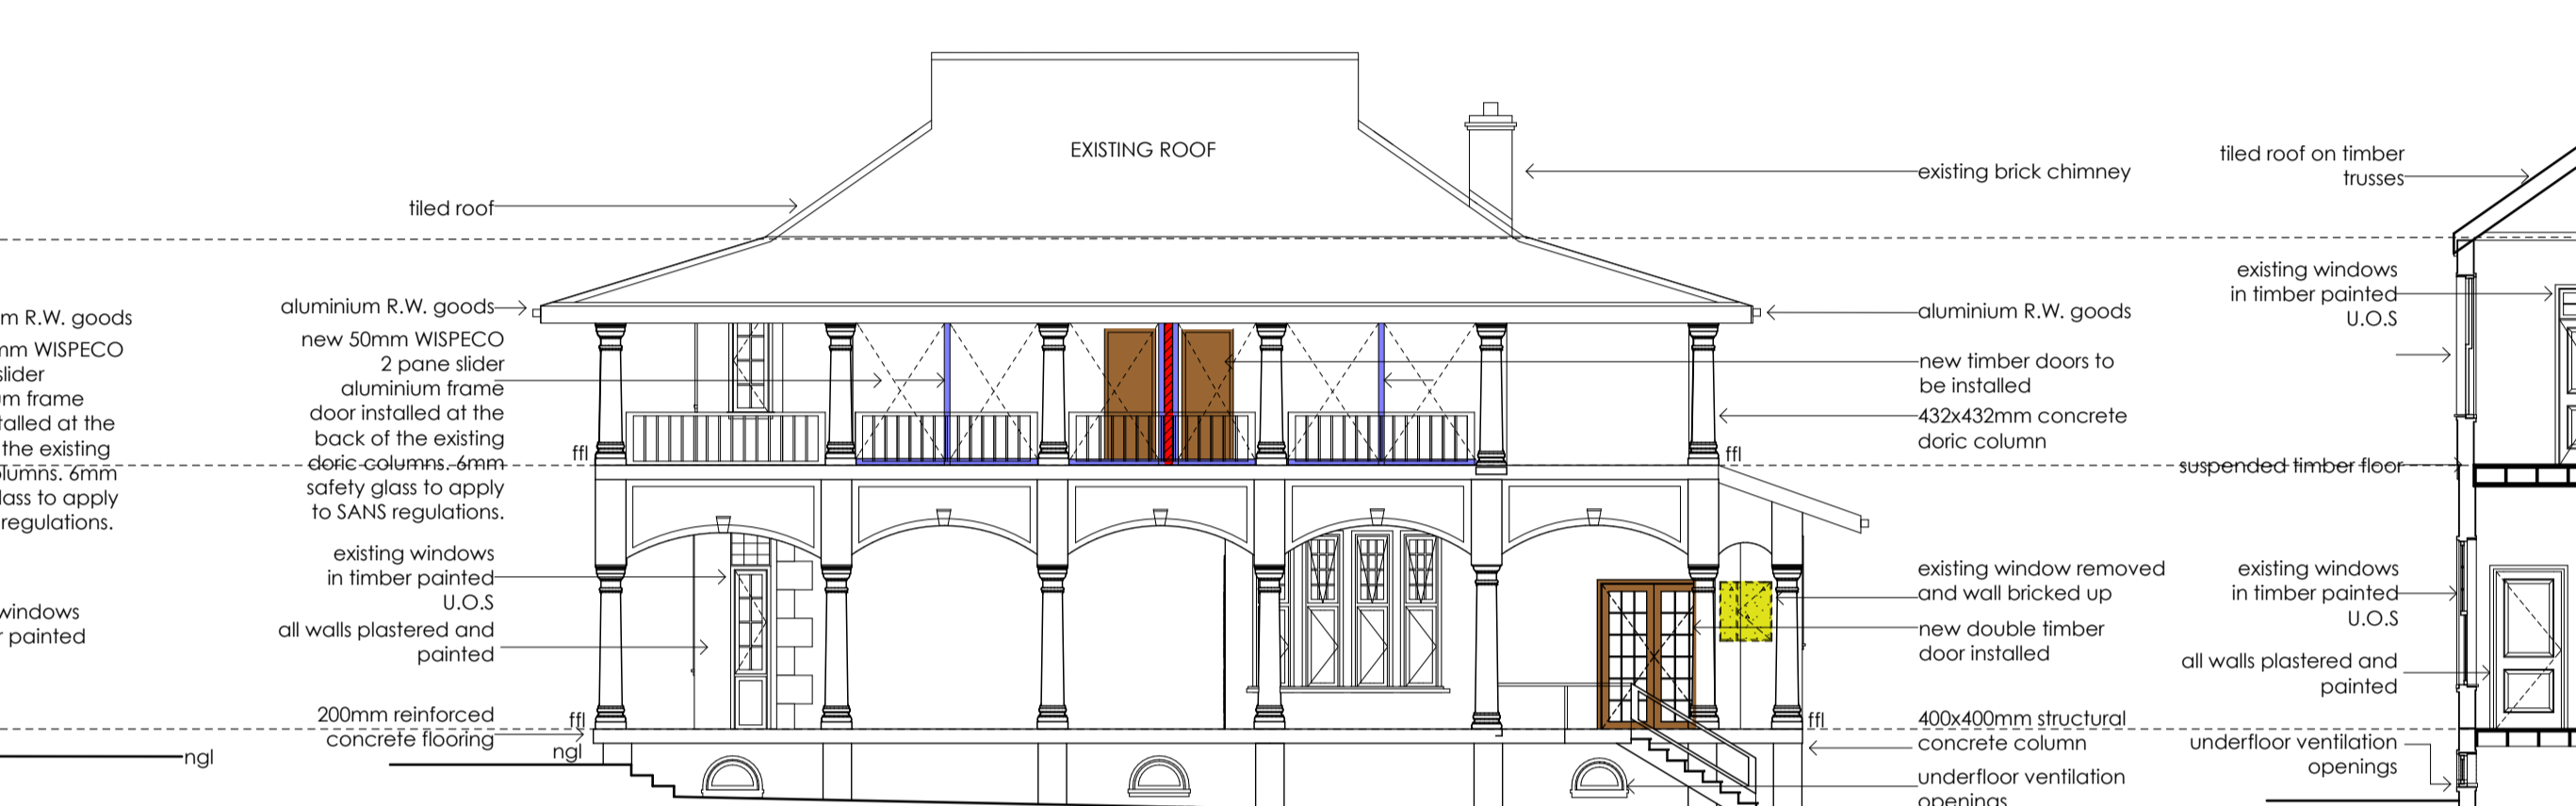 m R.W. goods
mm WISPECO
slider
um frame
talled at the
the existing
olumns. 6mm
lass to apply
regulations.
windows
r painted
ngl
tiled roof
aluminium R.W. goods
new 50mm WISPECO
2 pane slider
aluminium frame
door installed at the
back of the existing
doric columns. 6mm
safety glass to apply
to SANS regulations.
existing windows
in timber painted
U.O.S
all walls plastered and
painted
200mm reinforced
concrete flooring
ffl
ffl
ngl
EXISTING ROOF
existing brick chimney
aluminium R.W. goods
new timber doors to
be installed
432x432mm concrete
doric column
ffl
existing window removed
and wall bricked up
new double timber
door installed
ffl
400x400mm structural
concrete column
underfloor ventilation
openings
tiled roof on timber
trusses
existing windows
in timber painted
U.O.S
suspended timber floor
existing windows
in timber painted
U.O.S
all walls plastered and
painted
underfloor ventilation
openings